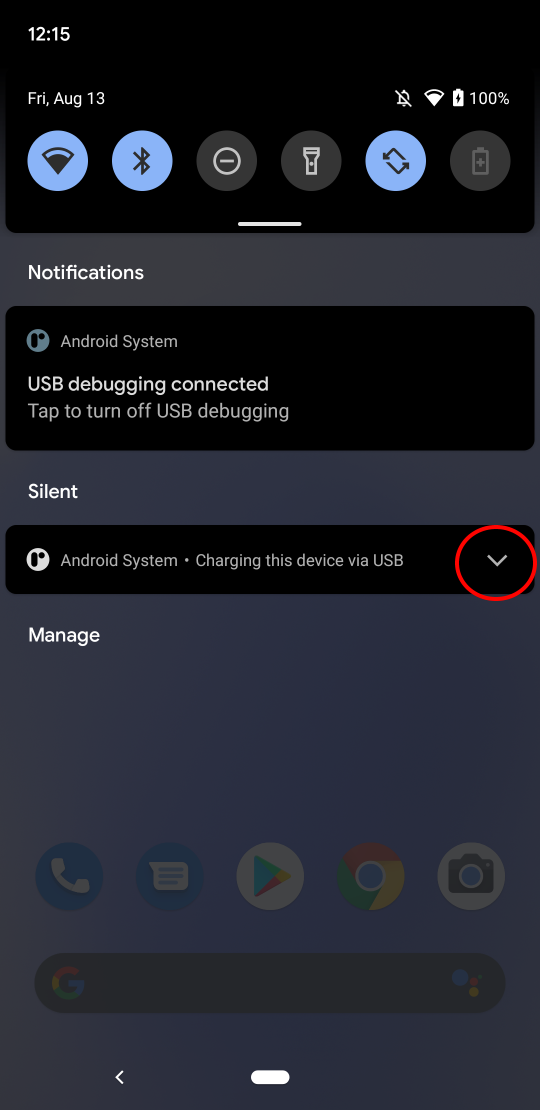 12:15
Fri, Aug 13
100%
Notifications
Android System
USB debugging connected
Tap to turn off USB debugging
Silent
Android System • Charging this device via USB
Manage